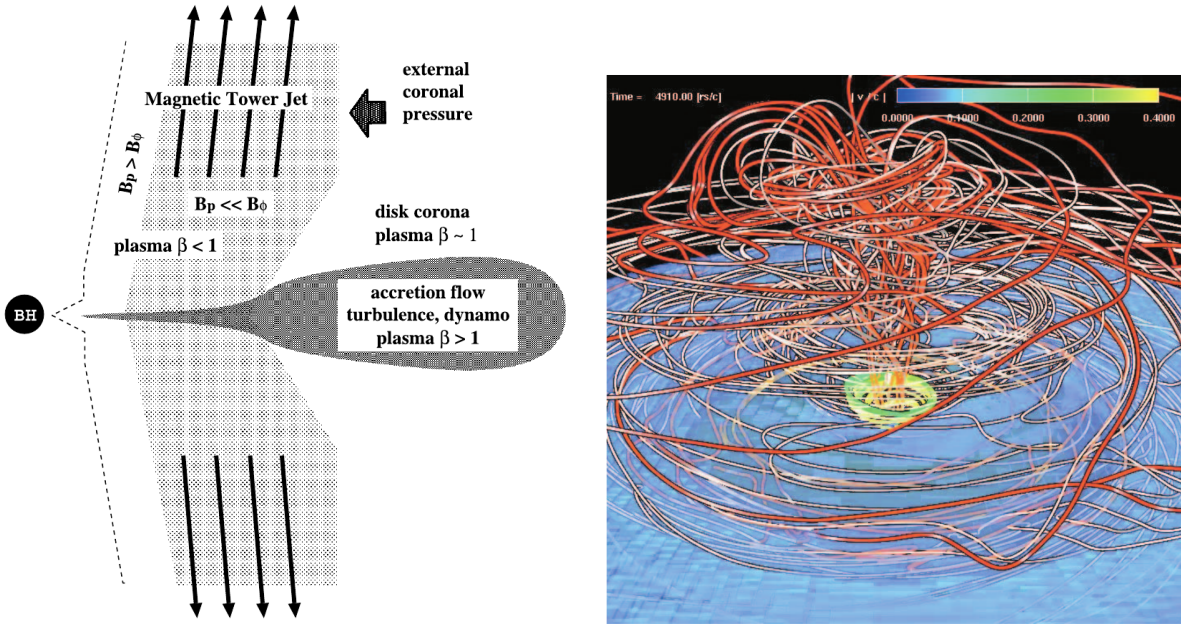 Magnetic Tower Jet
external
coronal
pressure
Bp > Bϕ
Bp << Bϕ
plasma β < 1
disk corona
plasma β ~ 1
BH
accretion flow
turbulence, dynamo
plasma β > 1
Time = 4910.00 [rs/c]
| v / c |
0.0000 0.1000 0.2000 0.3000 0.4000